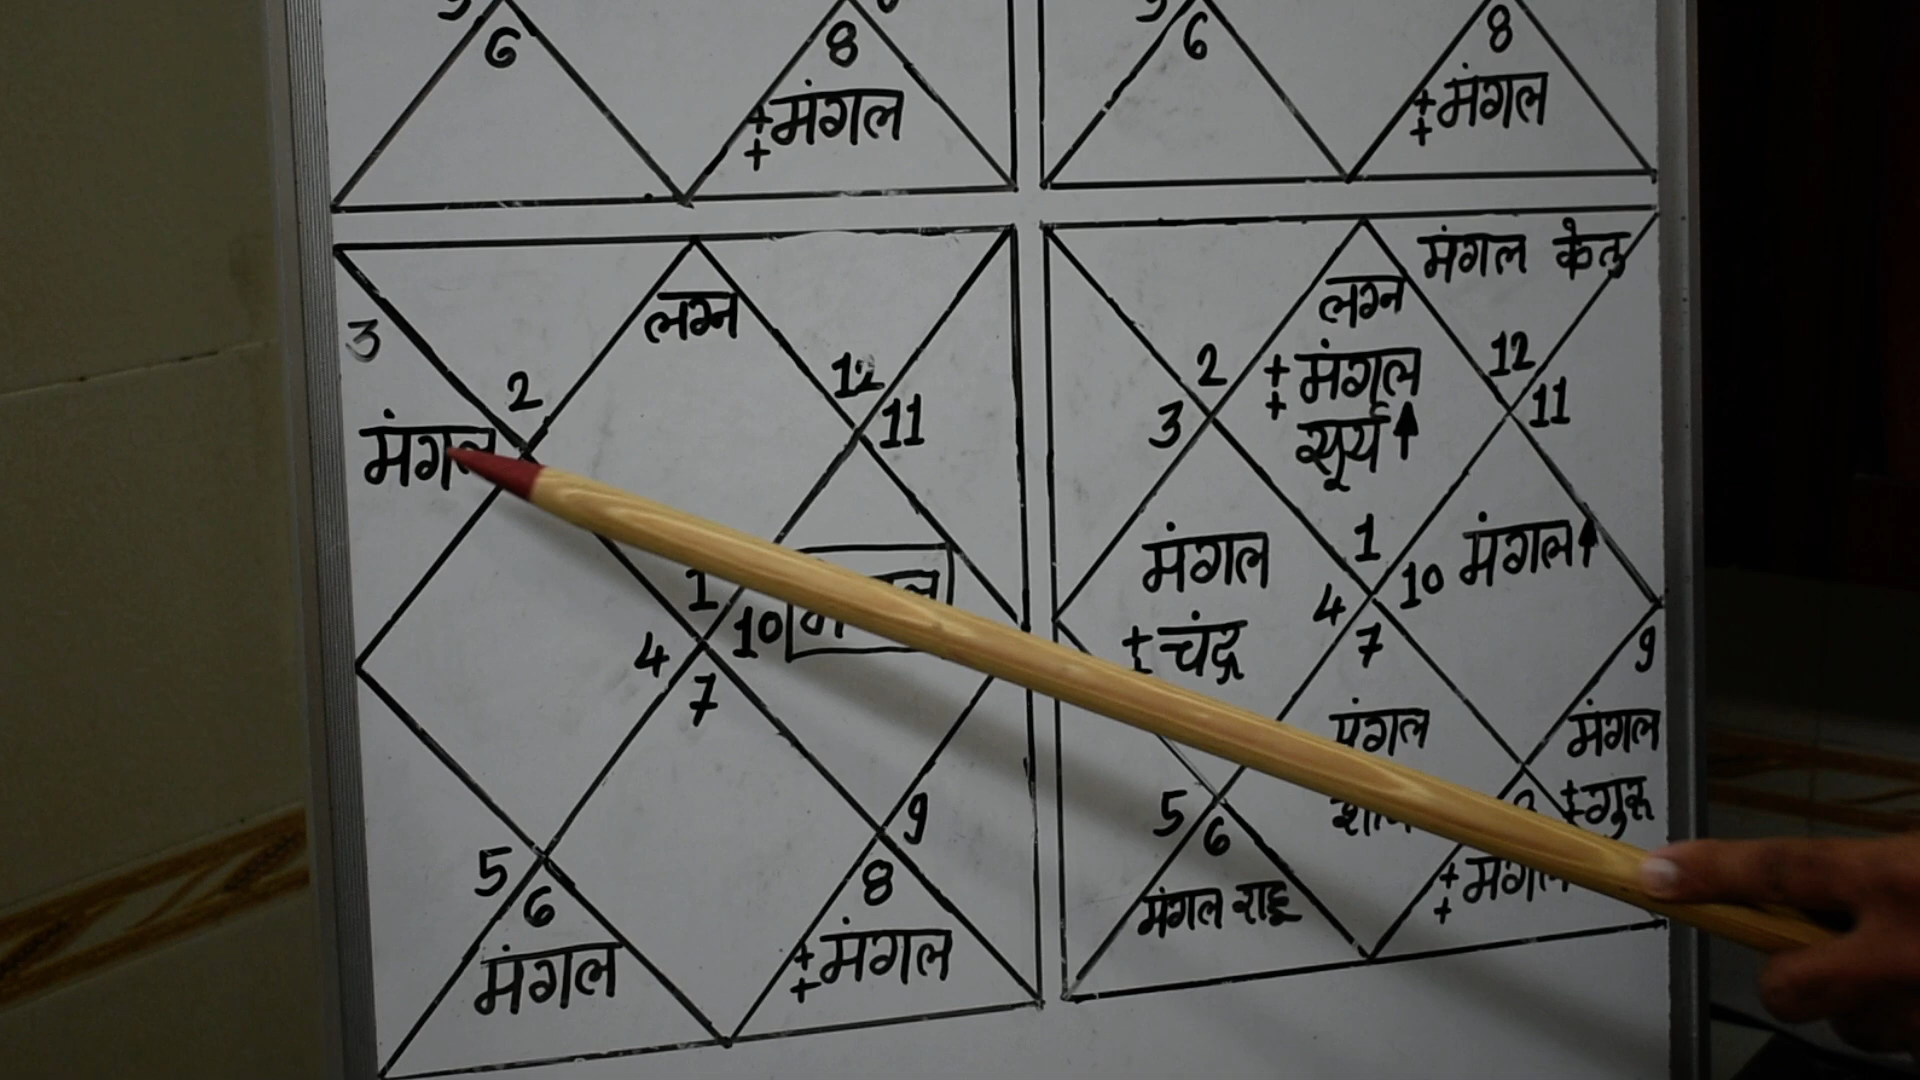 6
8
+
+ मंगल
6
8
+
+ मंगल
लग्न
3
2
12
11
मंगल
1
10
4
7
5
6
मंगल
9
8
+
+ मंगल
मंगल केतु
लग्न
+
+ मंगल
सूर्य ↑
2
3
12
11
मंगल
± चंद्र
1
10 मंगल ↑
4
7
मंगल
9
मंगल
± गुरु
5
6
मंगल राहू
+
+ मंगल